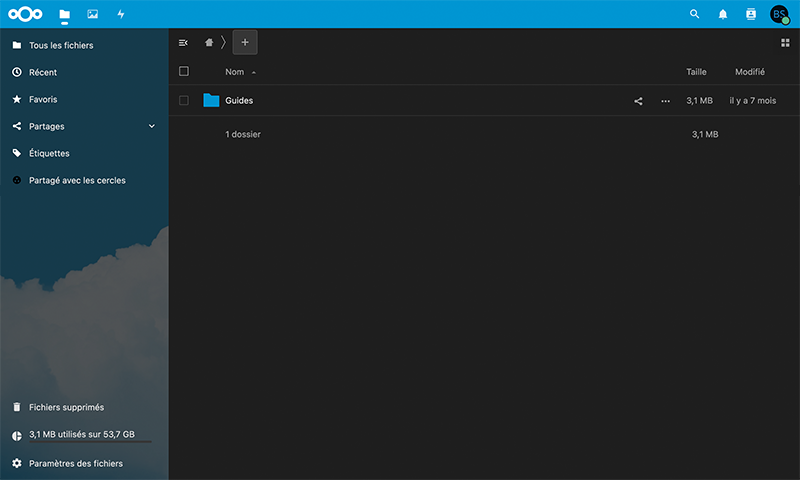 BS
Tous les fichiers
Récent
Favoris
Partages
Étiquettes
Partagé avec les cercles
Fichiers supprimés
3,1 MB utilisés sur 53,7 GB
Paramètres des fichiers
Nom Taille Modifié
Guides 3,1 MB il y a 7 mois
1 dossier 3,1 MB